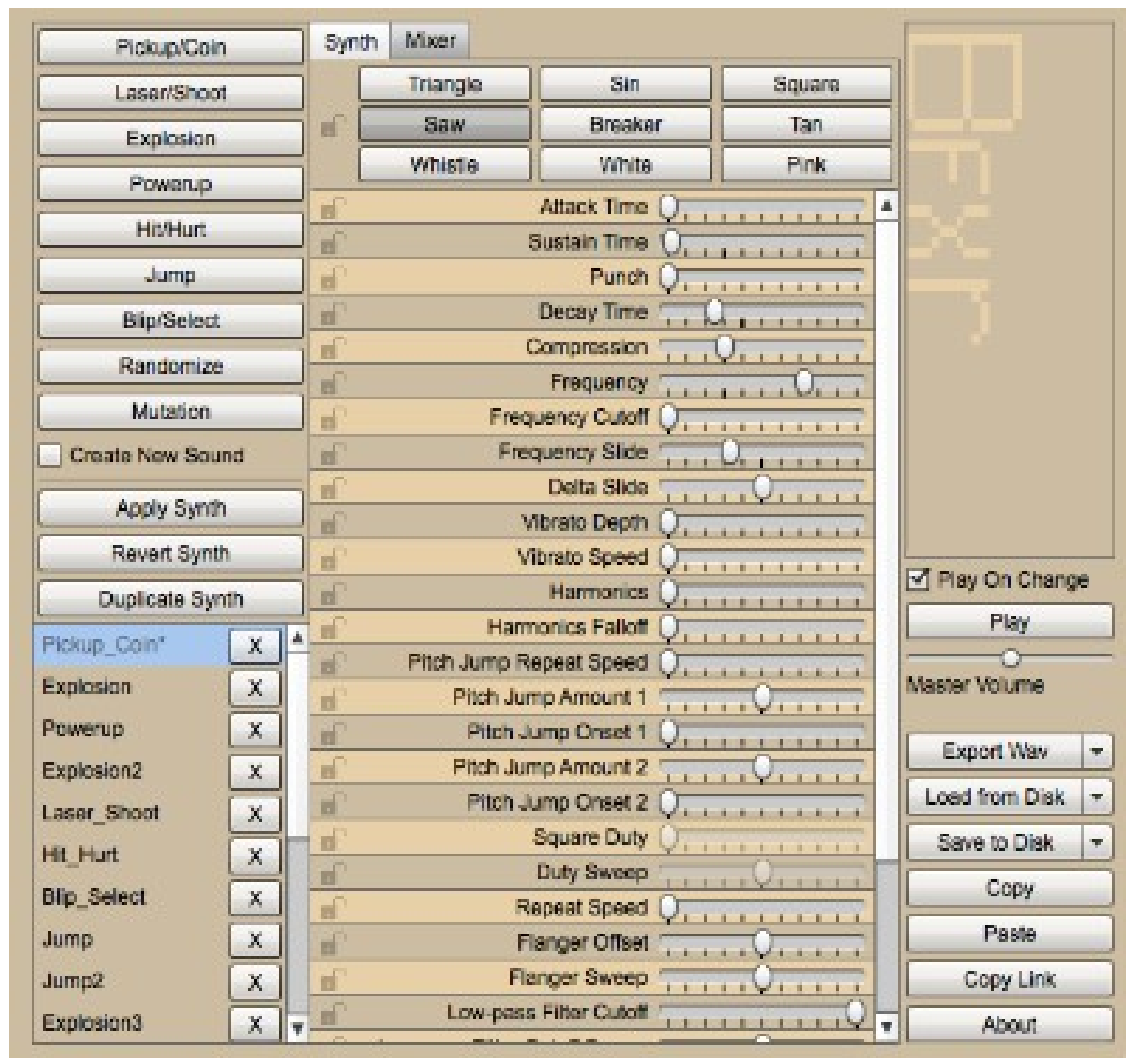 Pickup/Coin
Laser/Shoot
Explosion
Powerup
Hit/Hurt
Jump
Blip/Select
Randomize
Mutation
Create New Sound
Apply Synth
Revert Synth
Duplicate Synth
Pickup_Coin* X
Explosion X
Powerup X
Explosion2 X
Laser_Shoot X
Hit_Hurt X
Blip_Select X
Jump X
Jump2 X
Explosion3 X
Synth Mixer
Triangle Sin Square
Saw Breaker Tan
Whistle White Pink
Attack Time
Sustain Time
Punch
Decay Time
Compression
Frequency
Frequency Cutoff
Frequency Slide
Delta Slide
Vibrato Depth
Vibrato Speed
Harmonics
Harmonics Falloff
Pitch Jump Repeat Speed
Pitch Jump Amount 1
Pitch Jump Onset 1
Pitch Jump Amount 2
Pitch Jump Onset 2
Square Duty
Duty Sweep
Repeat Speed
Flanger Offset
Flanger Sweep
Low-pass Filter Cutoff
Play On Change
Play
Master Volume
Export Wav
Load from Disk
Save to Disk
Copy
Paste
Copy Link
About